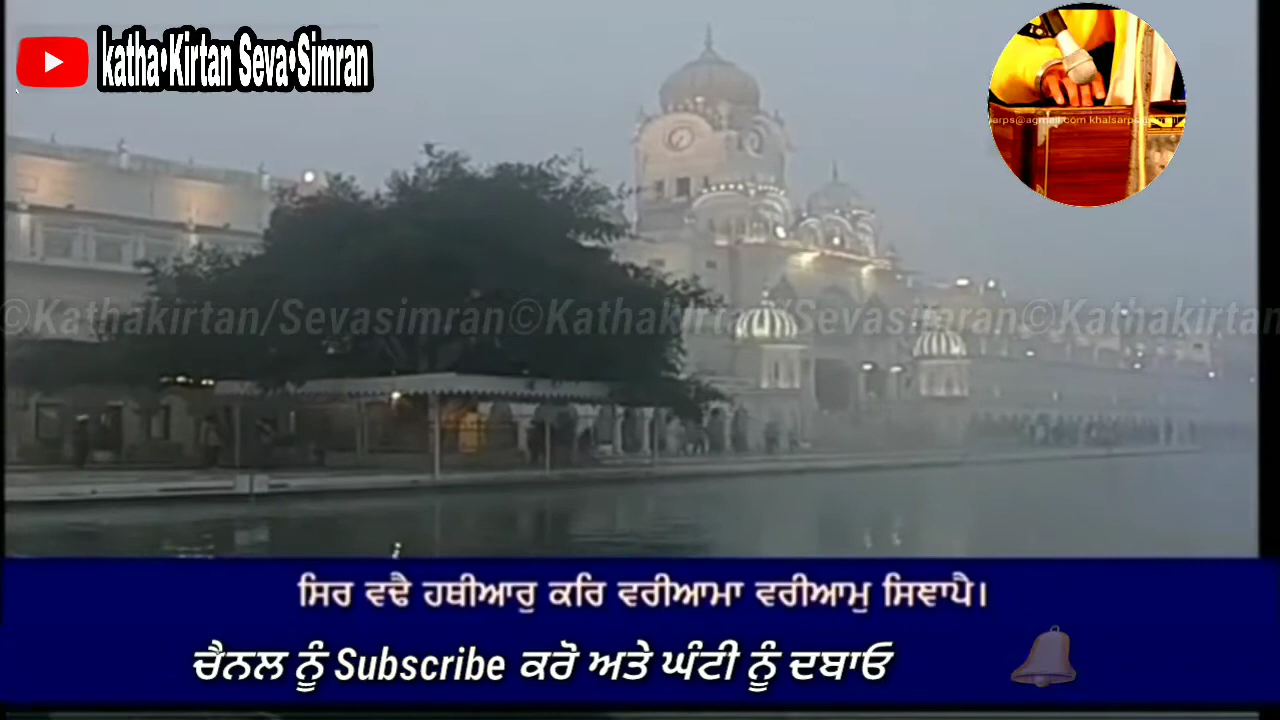 katha•Kirtan Seva•Simran
©Kathakirtan/Sevasimran©Kathakirtan/Sevasimran©Kathakirtan
ਸਿਰ ਵਢੈ ਹਥੀਆਰੁ ਕਰਿ ਵਰੀਆਮਾ ਵਰੀਆਮੁ ਸਿਞਾਪੈ।
ਚੈਨਲ ਨੂੰ Subscribe ਕਰੋ ਅਤੇ ਘੰਟੀ ਨੂੰ ਦਬਾਓ